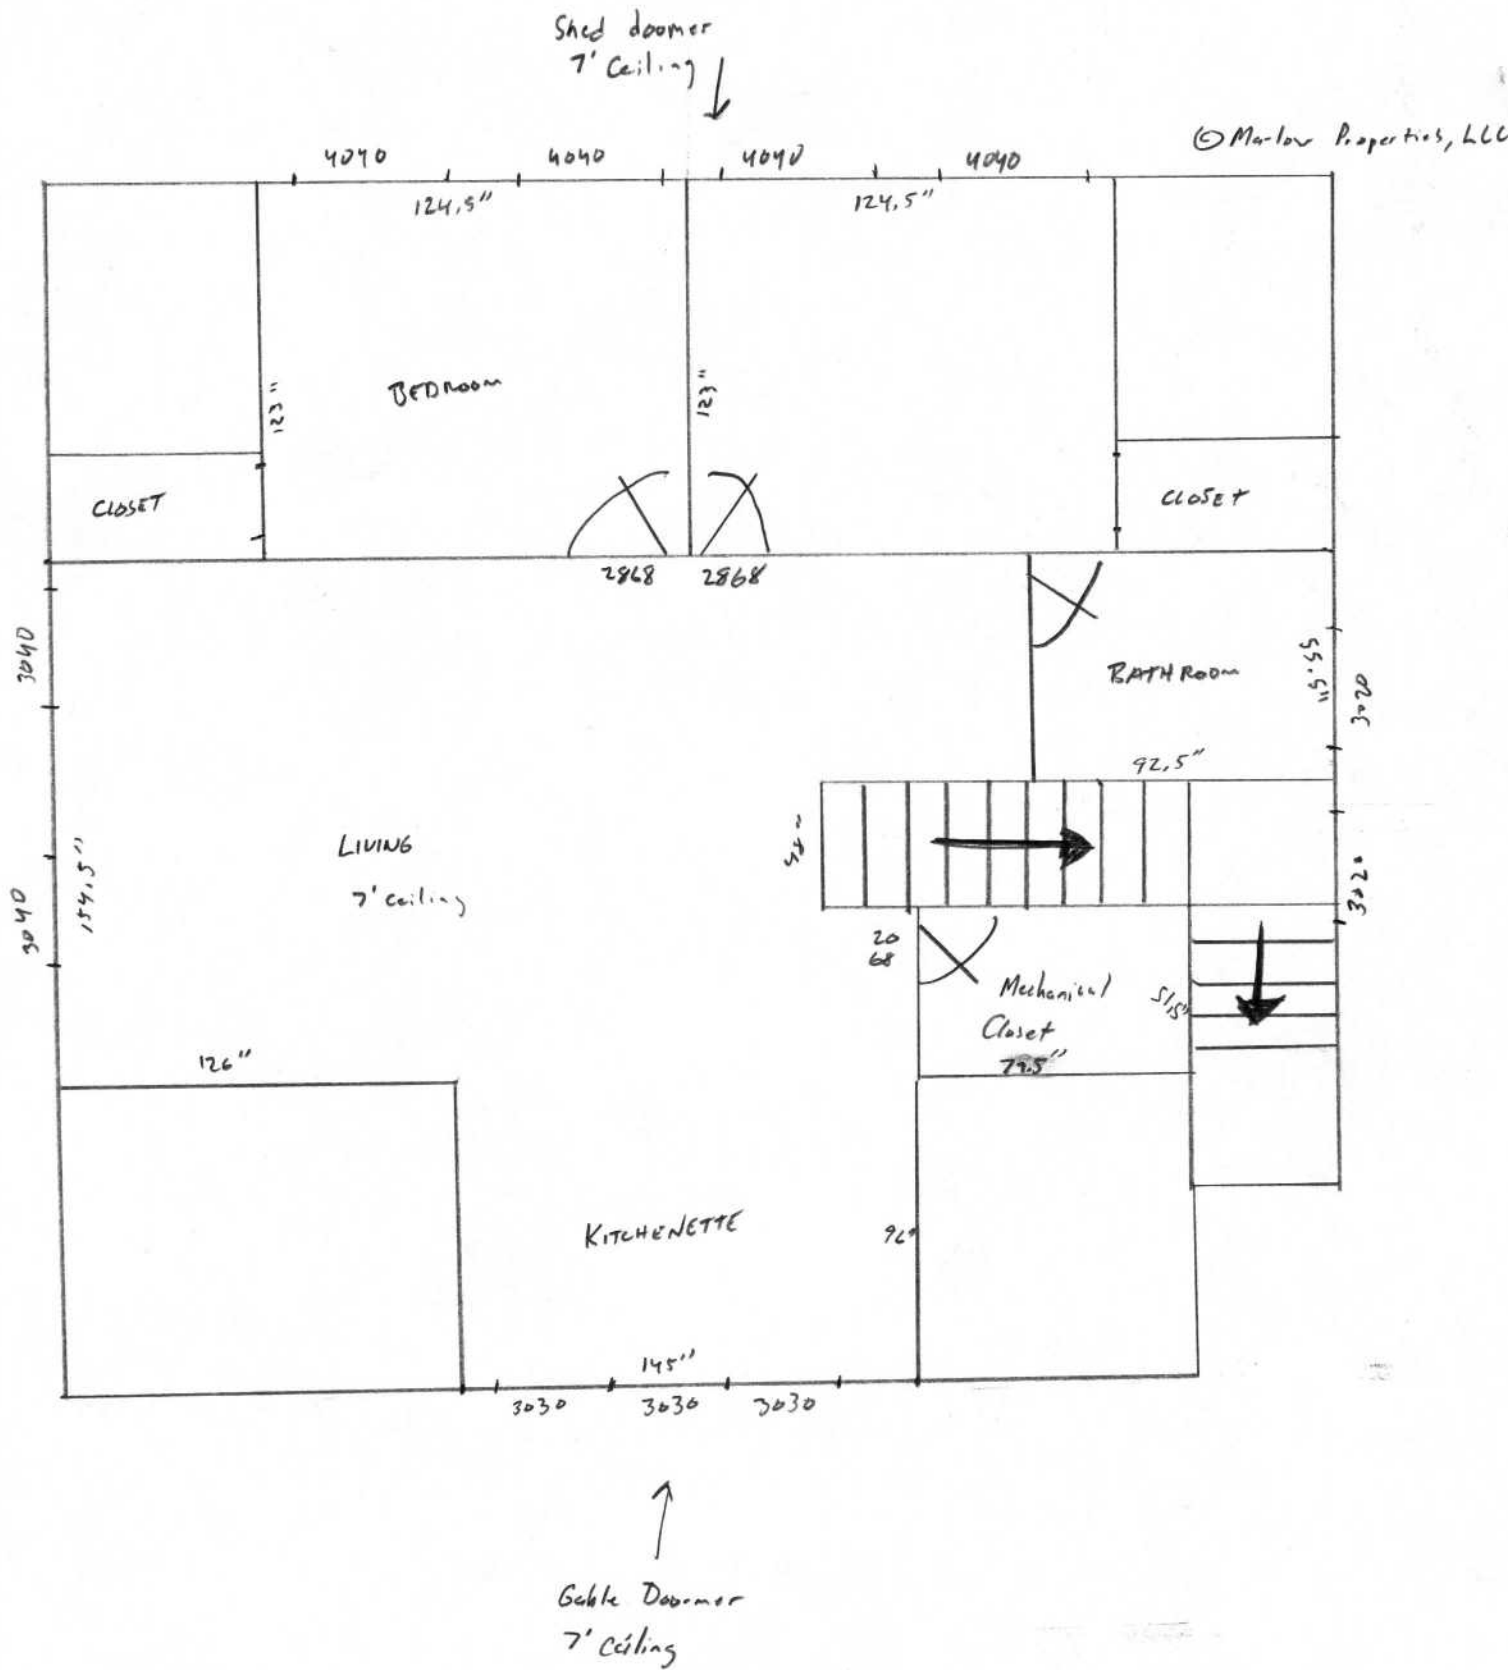 Shed doomer
7' Ceiling
© Marlow Properties, LLC
4040
4040
4040
4040
124.5"
124.5"
BEDROOM
123"
123"
CLOSET
CLOSET
2868
2868
3040
BATHROOM
55.5"
3020
92.5"
LIVING
7' ceiling
154.5"
3040
3020
20
68
Mechanical
Closet
51.5"
126"
KITCHENETTE
96"
145"
3030
3030
3030
Gable Doormer
7' Ceiling